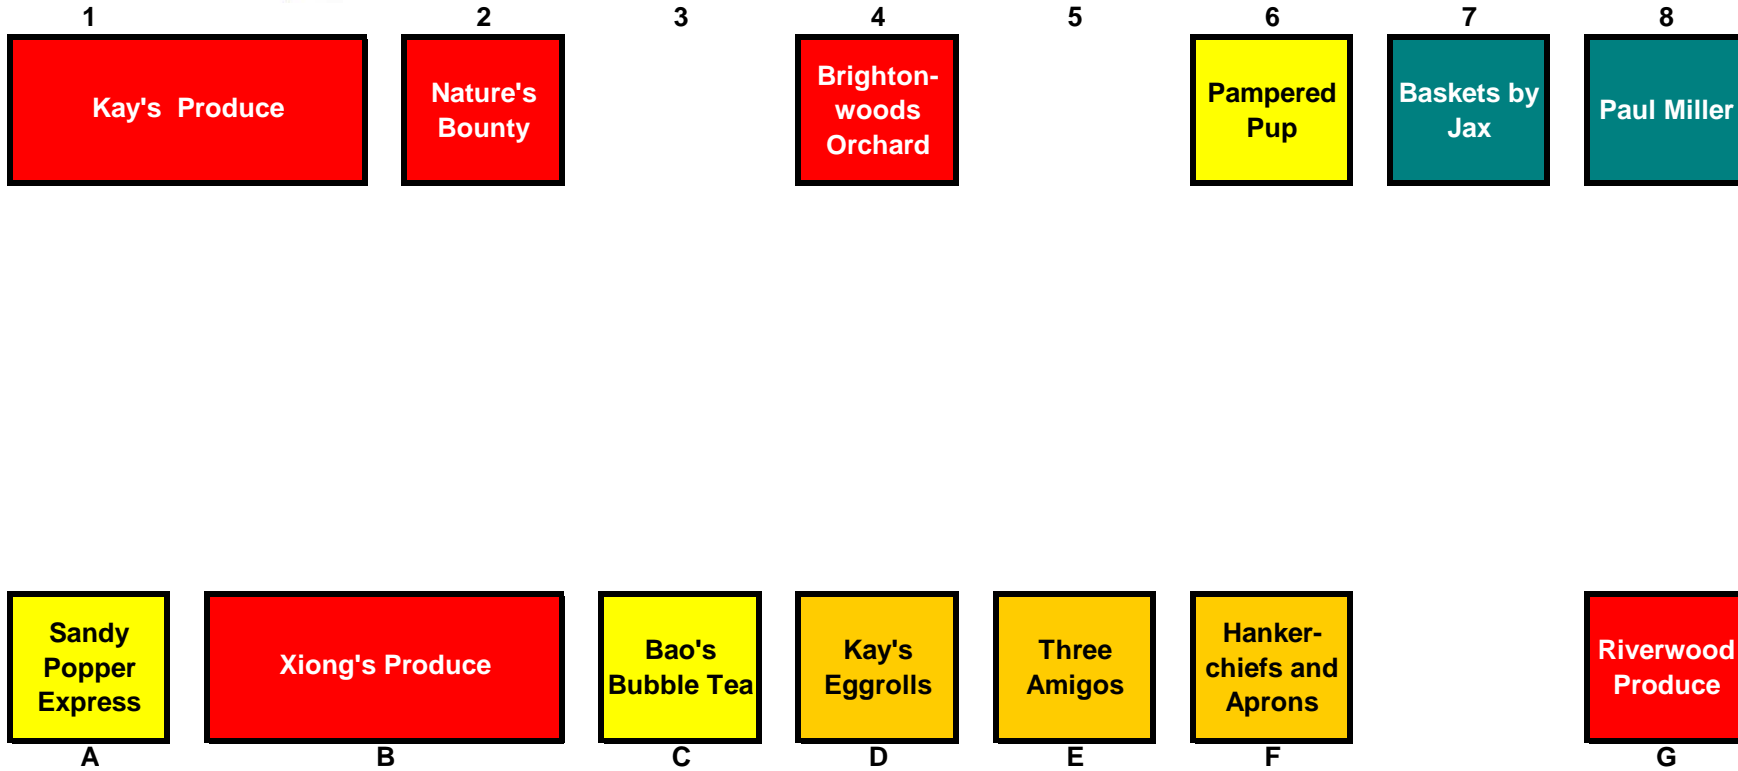 1 2 3 4 5 6 7 8
Kay's  Produce
Nature's
Bounty
Brighton-
woods
Orchard
Pampered
Pup
Baskets by
Jax
Paul Miller
Sandy
Popper
Express
Xiong's Produce
Bao's
Bubble Tea
Kay's
Eggrolls
Three
Amigos
Hanker-
chiefs and
Aprons
Riverwood
Produce
A B C D E F G